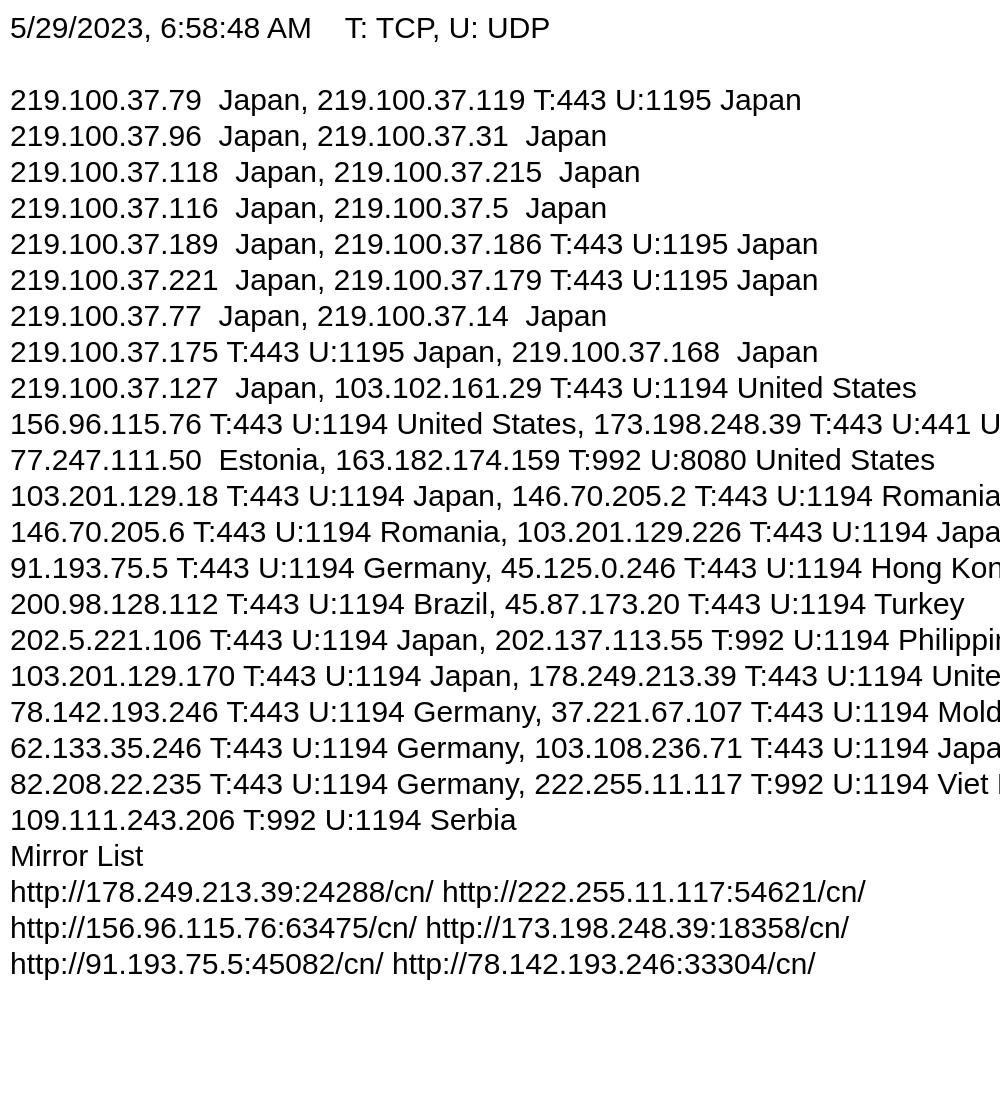 5/29/2023, 6:58:48 AM    T: TCP, U: UDP
219.100.37.79  Japan, 219.100.37.119 T:443 U:1195 Japan
219.100.37.96  Japan, 219.100.37.31  Japan
219.100.37.118  Japan, 219.100.37.215  Japan
219.100.37.116  Japan, 219.100.37.5  Japan
219.100.37.189  Japan, 219.100.37.186 T:443 U:1195 Japan
219.100.37.221  Japan, 219.100.37.179 T:443 U:1195 Japan
219.100.37.77  Japan, 219.100.37.14  Japan
219.100.37.175 T:443 U:1195 Japan, 219.100.37.168  Japan
219.100.37.127  Japan, 103.102.161.29 T:443 U:1194 United States
156.96.115.76 T:443 U:1194 United States, 173.198.248.39 T:443 U:441
77.247.111.50  Estonia, 163.182.174.159 T:992 U:8080 United States
103.201.129.18 T:443 U:1194 Japan, 146.70.205.2 T:443 U:1194 Romania
146.70.205.6 T:443 U:1194 Romania, 103.201.129.226 T:443 U:1194 Japa
91.193.75.5 T:443 U:1194 Germany, 45.125.0.246 T:443 U:1194 Hong Kon
200.98.128.112 T:443 U:1194 Brazil, 45.87.173.20 T:443 U:1194 Turkey
202.5.221.106 T:443 U:1194 Japan, 202.137.113.55 T:992 U:1194 Philippin
103.201.129.170 T:443 U:1194 Japan, 178.249.213.39 T:443 U:1194 Unite
78.142.193.246 T:443 U:1194 Germany, 37.221.67.107 T:443 U:1194 Mold
62.133.35.246 T:443 U:1194 Germany, 103.108.236.71 T:443 U:1194 Japa
82.208.22.235 T:443 U:1194 Germany, 222.255.11.117 T:992 U:1194 Viet
109.111.243.206 T:992 U:1194 Serbia
Mirror List
http://178.249.213.39:24288/cn/ http://222.255.11.117:54621/cn/
http://156.96.115.76:63475/cn/ http://173.198.248.39:18358/cn/
http://91.193.75.5:45082/cn/ http://78.142.193.246:33304/cn/